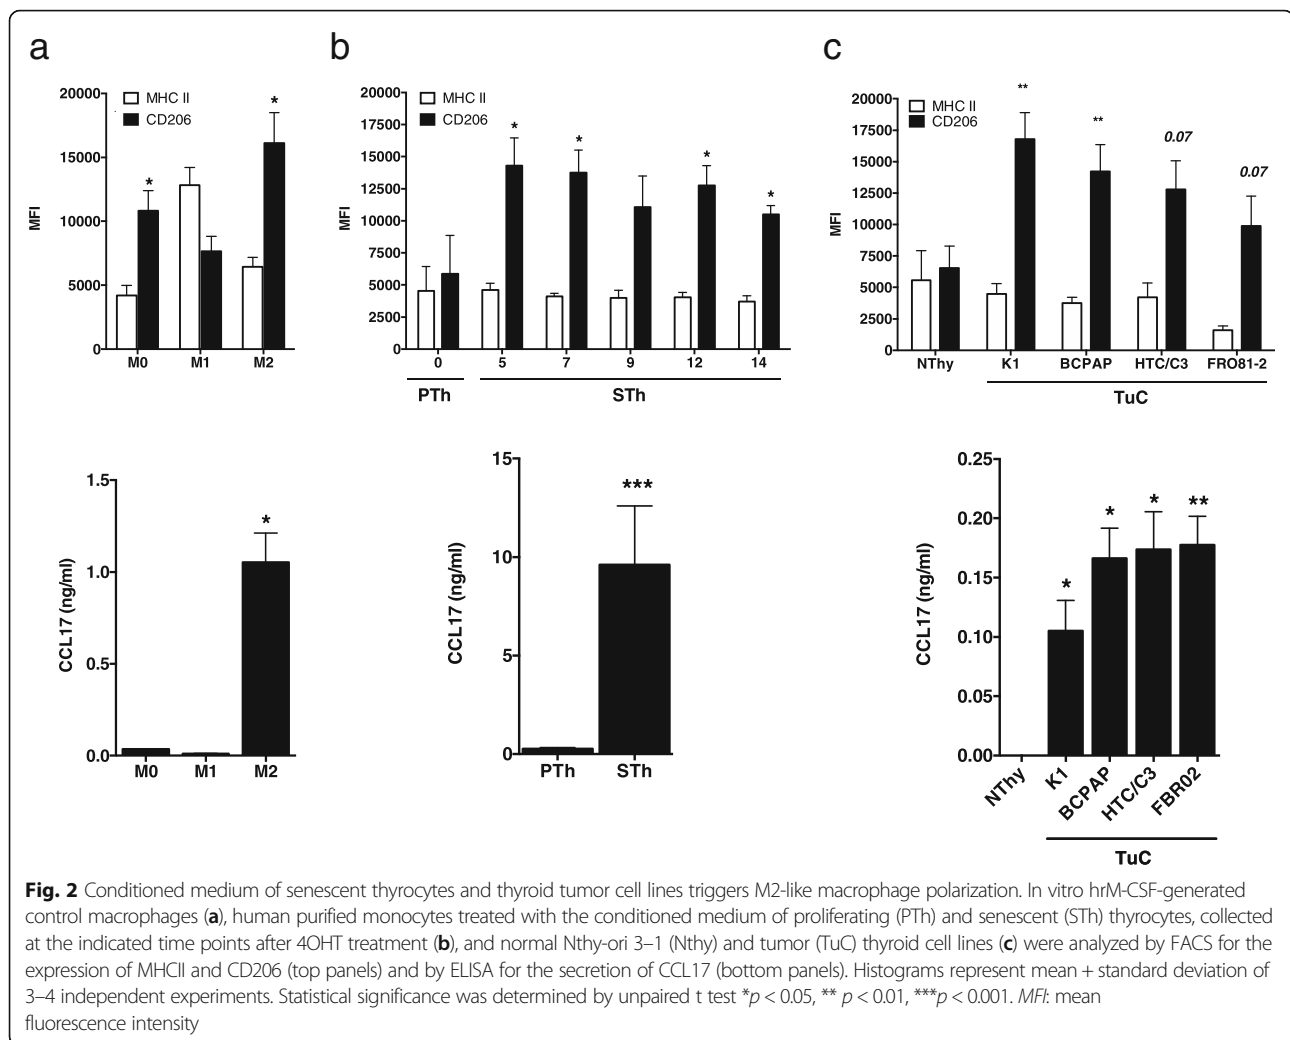 a
MHC II
CD206
*
*
20000
15000
10000
5000
0
MFI
M0 M1 M2
b
MHC II
CD206
* * * *
20000
17500
15000
12500
10000
7500
5000
2500
0
MFI
0 5 7 9 12 14
PTh STh
c
MHC II
CD206
** ** 0.07 0.07
20000
17500
15000
12500
10000
7500
5000
2500
0
MFI
NThy K1 BCPAP HTC/C3 FRO81-2
TuC
1.5
1.0
0.5
0.0
CCL17 (ng/ml)
*
M0 M1 M2
15
10
5
0
CCL17 (ng/ml)
***
PTh STh
0.25
0.20
0.15
0.10
0.05
0.00
CCL17 (ng/ml)
* * * **
NThy K1 BCPAP HTC/C3 FBR02
TuC
Fig. 2 Conditioned medium of senescent thyrocytes and thyroid tumor cell lines triggers M2-like macrophage polarization. In vitro hrM-CSF-generated
control macrophages (a), human purified monocytes treated with the conditioned medium of proliferating (PTh) and senescent (STh) thyrocytes, collected
at the indicated time points after 4OHT treatment (b), and normal Nthy-ori 3–1 (Nthy) and tumor (TuC) thyroid cell lines (c) were analyzed by FACS for the
expression of MHCII and CD206 (top panels) and by ELISA for the secretion of CCL17 (bottom panels). Histograms represent mean + standard deviation of
3–4 independent experiments. Statistical significance was determined by unpaired t test *p < 0.05, ** p < 0.01, ***p < 0.001. MFI: mean
fluorescence intensity